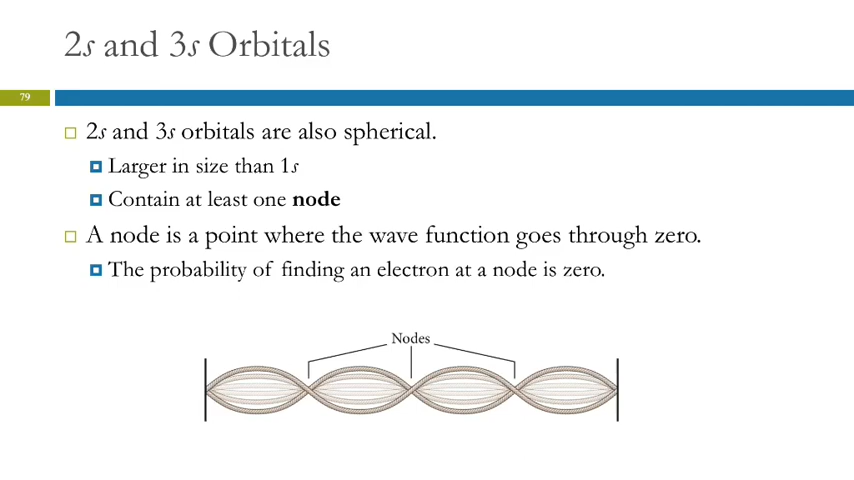 2s and 3s Orbitals
79
2s and 3s orbitals are also spherical.
Larger in size than 1s
Contain at least one node
A node is a point where the wave function goes through zero.
The probability of finding an electron at a node is zero.
Nodes